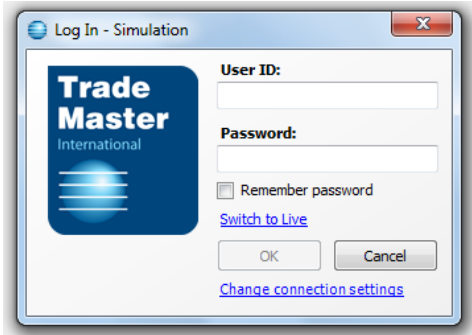 Log In - Simulation
Trade
Master
International
User ID:
Password:
Remember password
Switch to Live
OK
Cancel
Change connection settings